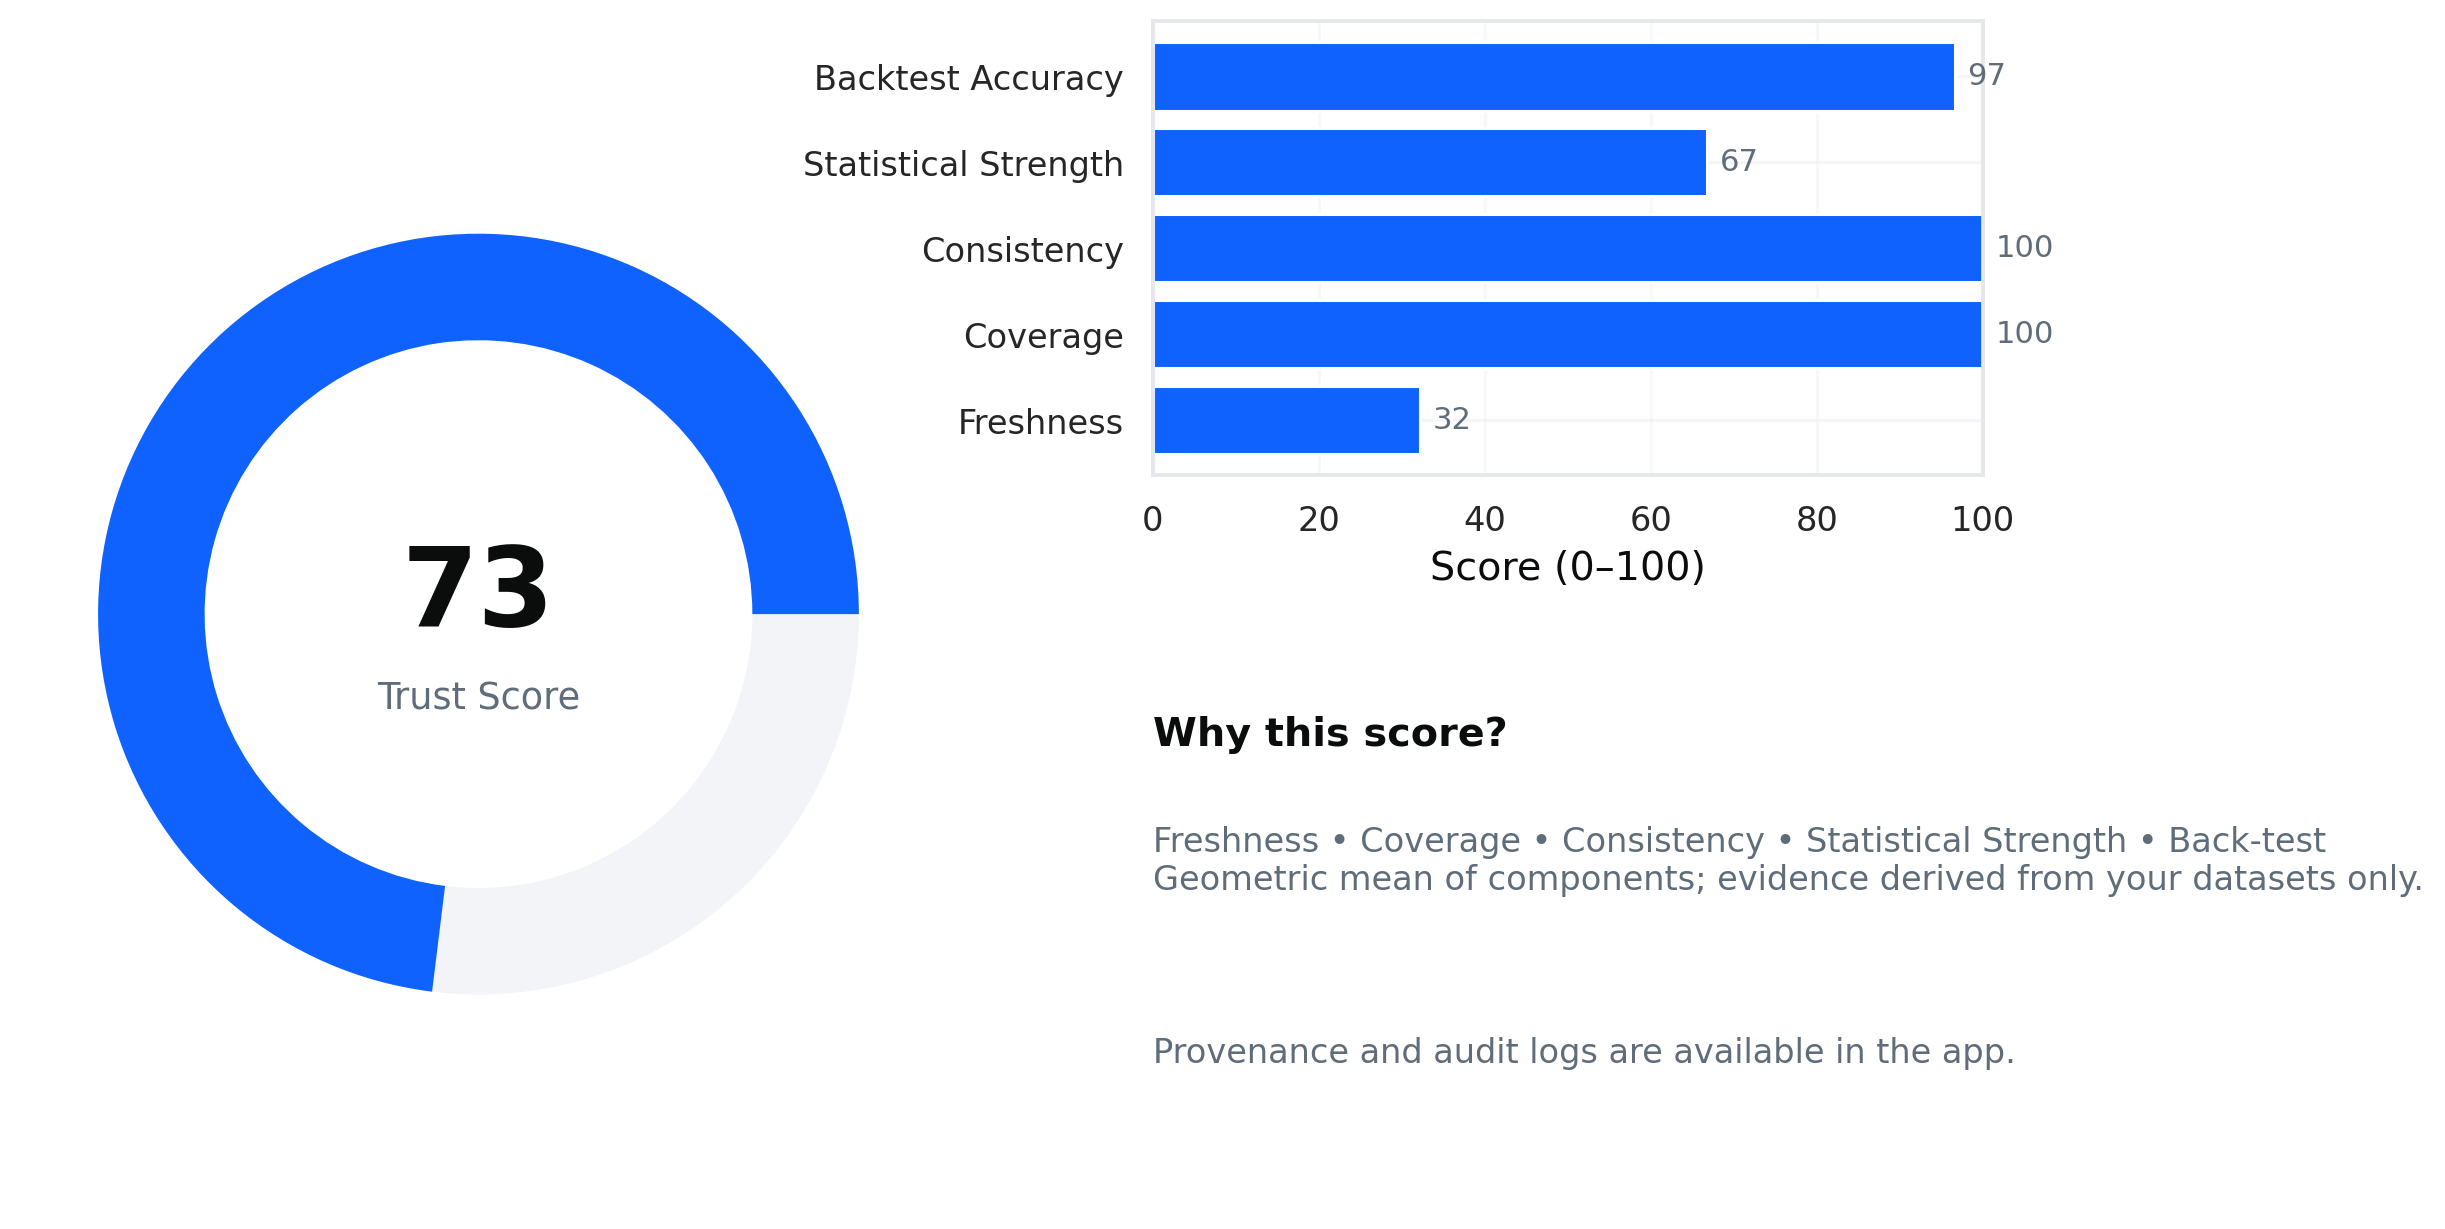 Backtest Accuracy 97
Statistical Strength 67
Consistency 100
Coverage 100
Freshness 32
0 20 40 60 80 100
Score (0–100)
73
Trust Score
Why this score?
Freshness • Coverage • Consistency • Statistical Strength • Back-test
Geometric mean of components; evidence derived from your datasets only.
Provenance and audit logs are available in the app.